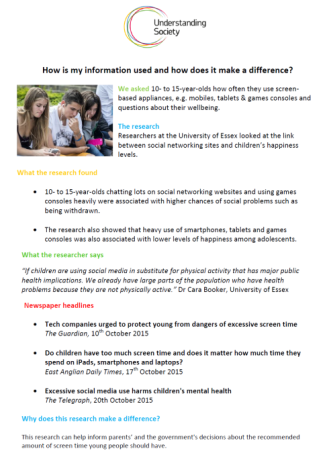 Understanding
Society
How is my information used and how does it make a difference?
We asked 10- to 15-year-olds how often they use screen-
based appliances, e.g. mobiles, tablets & games consoles and
questions about their wellbeing.
The research
Researchers at the University of Essex looked at the link
between social networking sites and children's happiness
levels.
What the research found
• 10- to 15-year-olds chatting lots on social networking websites and using games
consoles heavily were associated with higher chances of social problems such as
being withdrawn.
• The research also showed that heavy use of smartphones, tablets and games
consoles was also associated with lower levels of happiness among adolescents.
What the researcher says
"If children are using social media in substitute for physical activity that has major public
health implications. We already have large parts of the population who have health
problems because they are not physically active." Dr Cara Booker, University of Essex
Newspaper headlines
• Tech companies urged to protect young from dangers of excessive screen time
The Guardian, 10th October 2015
• Do children have too much screen time and does it matter how much time they
spend on iPads, smartphones and laptops?
East Anglian Daily Times, 17th October 2015
• Excessive social media use harms children's mental health
The Telegraph, 20th October 2015
Why does this research make a difference?
This research can help inform parents' and the government's decisions about the recommended
amount of screen time young people should have.